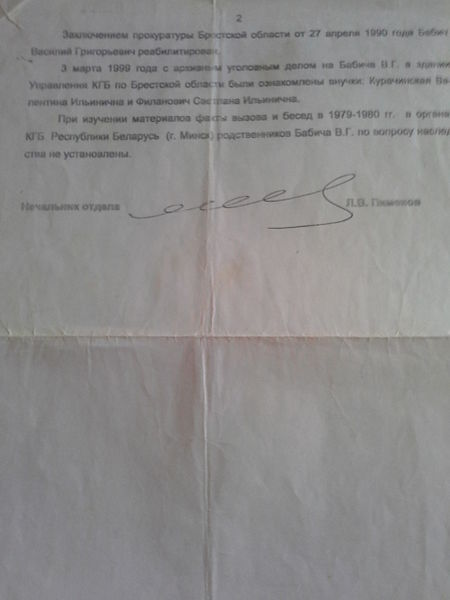 2
Заключением прокуратуры Брестской области от 27 апреля 1990 года Бабич
Василий Григорьевич реабилитирован.
3 марта 1999 года с архивным уголовным делом на Бабича В.Г. в здании
Управления КГБ по Брестской области были ознакомлены внучки: Курачинская Ва-
лентина Ильинична и Филанович Светлана Ильинична.
При изучении материалов факты вызова и бесед в 1979-1980 гг. в органы
КГБ Республики Беларусь (г. Минск) родственников Бабича В.Г. по вопросу наслед
ства не установлены.
Начальник отдела
Л.В.